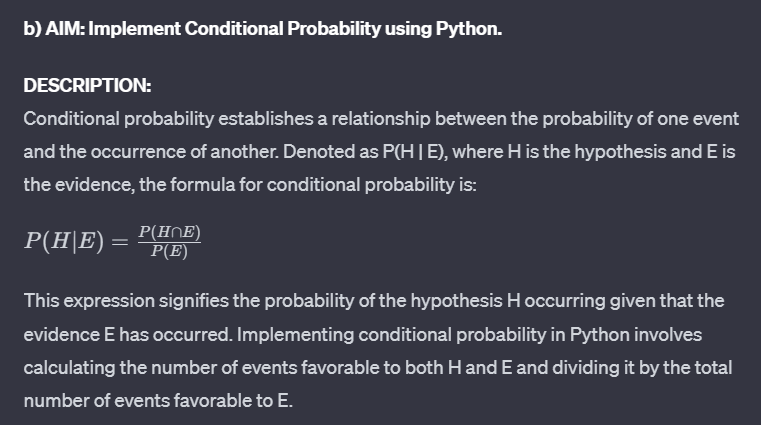 b) AIM: Implement Conditional Probability using Python.
DESCRIPTION:
Conditional probability establishes a relationship between the probability of one event
and the occurrence of another. Denoted as P(H | E), where H is the hypothesis and E is
the evidence, the formula for conditional probability is:
P(H|E) = P(H∩E) / P(E)
This expression signifies the probability of the hypothesis H occurring given that the
evidence E has occurred. Implementing conditional probability in Python involves
calculating the number of events favorable to both H and E and dividing it by the total
number of events favorable to E.